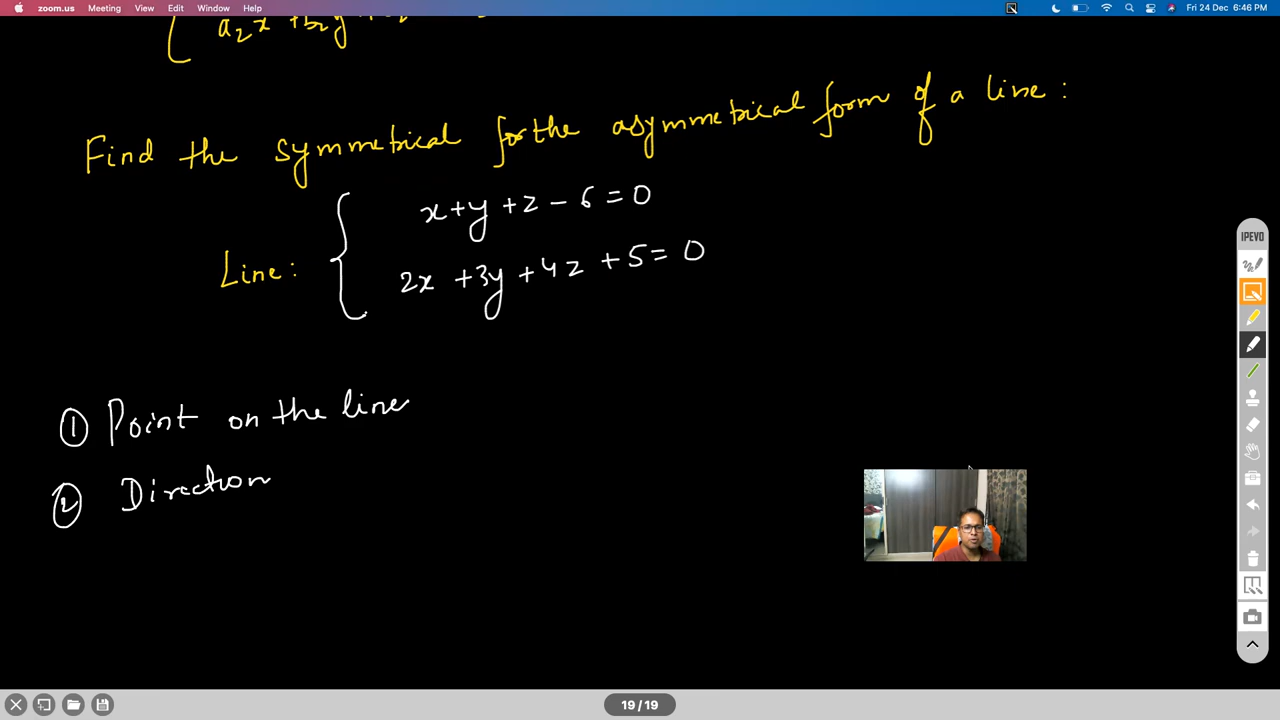 zoom.us Meeting View Edit Window Help Fri 24 Dec 6:46 PM
a₂x + b₂y
Find the symmetrical for the asymmetrical form of a line:
x+y+z-6=0
Line:
2x+3y+4z+5=0
① Point on the line
② Direction
IPEVO
19/19